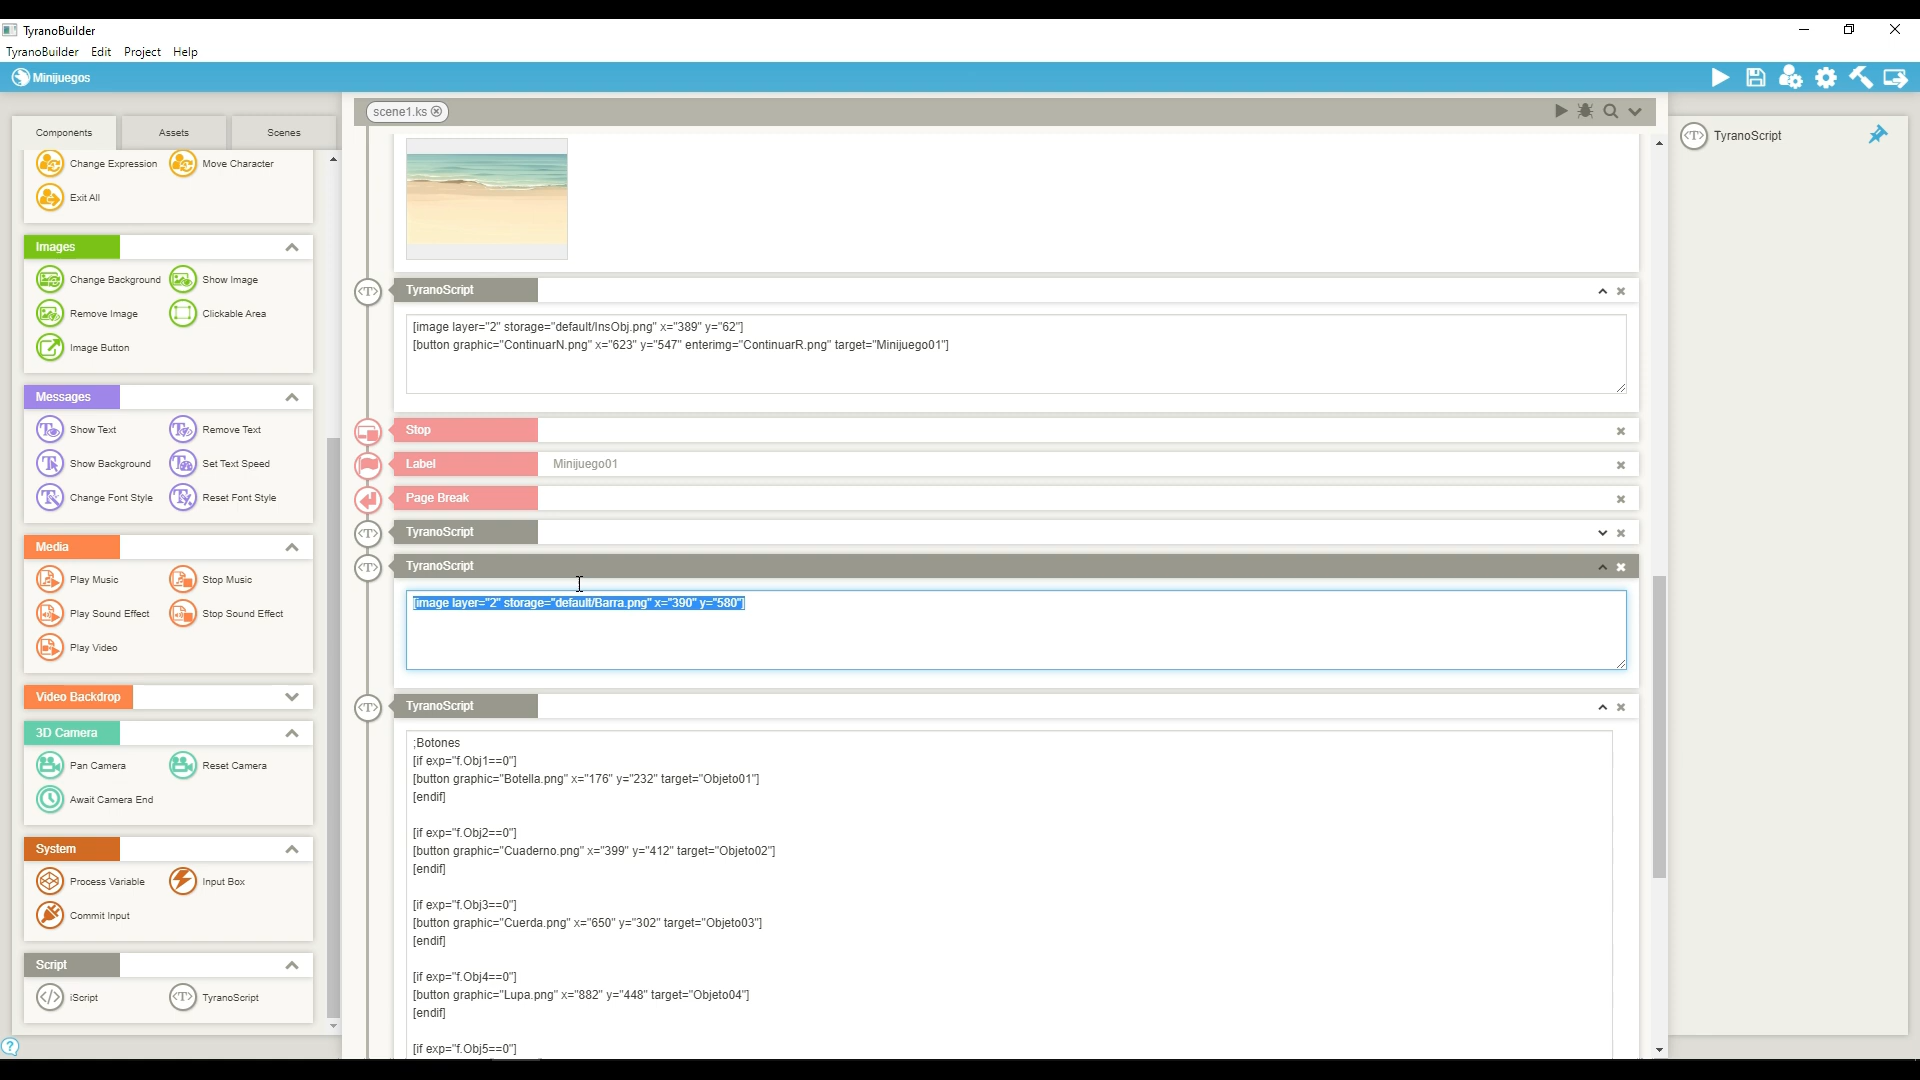 TyranoBuilder
TyranoBuilder Edit Project Help
Minijuegos
Components Assets Scenes
Change Expression Move Character
Exit All
Images
Change Background Show Image
Remove Image Clickable Area
Image Button
Messages
Show Text Remove Text
Show Background Set Text Speed
Change Font Style Reset Font Style
Media
Play Music Stop Music
Play Sound Effect Stop Sound Effect
Play Video
Video Backdrop
3D Camera
Pan Camera Reset Camera
Await Camera End
System
Process Variable Input Box
Commit Input
Script
iScript TyranoScript
scene1.ks
TyranoScript
[image layer="2" storage="default/InsObj.png" x="389" y="62"]
[button graphic="ContinuarN.png" x="623" y="547" enterimg="ContinuarR.png" target="Minijuego01"]
Stop
Label Minijuego01
Page Break
TyranoScript
TyranoScript
[image layer="2" storage="default/Barra.png" x="390" y="580"]
TyranoScript
;Botones
[if exp="f.Obj1==0"]
[button graphic="Botella.png" x="176" y="232" target="Objeto01"]
[endif]
[if exp="f.Obj2==0"]
[button graphic="Cuaderno.png" x="399" y="412" target="Objeto02"]
[endif]
[if exp="f.Obj3==0"]
[button graphic="Cuerda.png" x="650" y="302" target="Objeto03"]
[endif]
[if exp="f.Obj4==0"]
[button graphic="Lupa.png" x="882" y="448" target="Objeto04"]
[endif]
[if exp="f.Obj5==0"]
TyranoScript